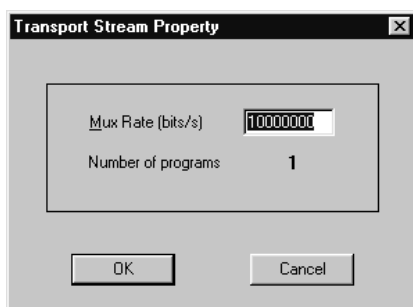 Transport Stream Property
Mux Rate (bits/s) 10000000
Number of programs 1
OK Cancel